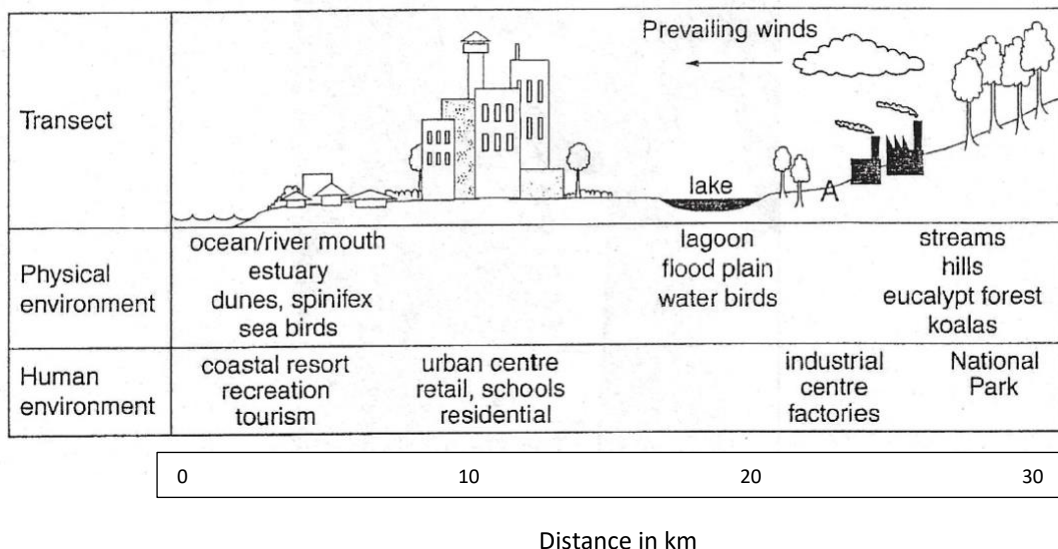 Transect
Prevailing winds
lake
A
Physical
environment
ocean/river mouth
estuary
dunes, spinifex
sea birds
lagoon
flood plain
water birds
streams
hills
eucalypt forest
koalas
Human
environment
coastal resort
recreation
tourism
urban centre
retail, schools
residential
industrial
centre
factories
National
Park
0 10 20 30
Distance in km